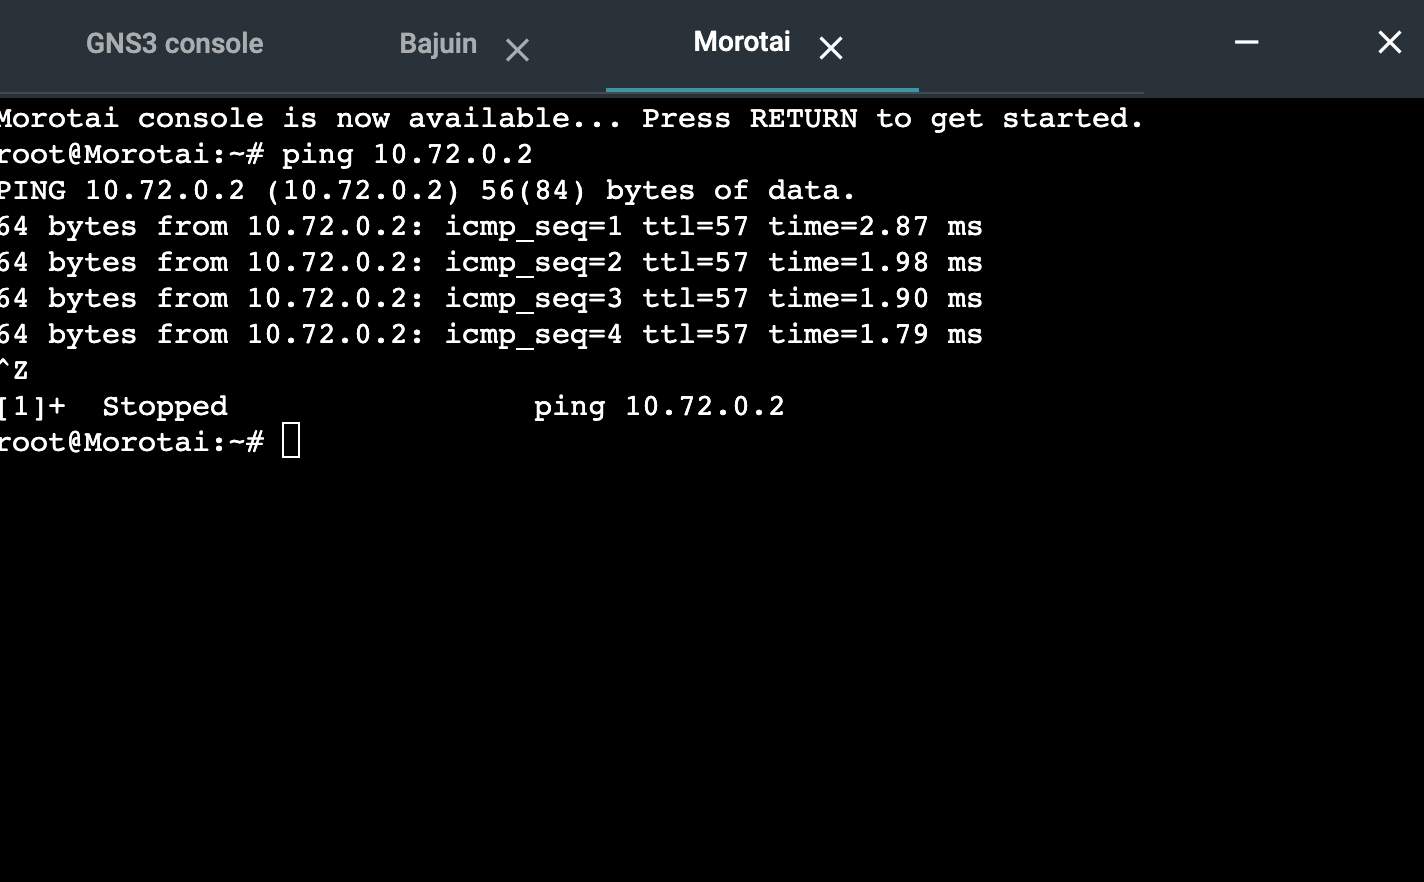 GNS3 console Bajuin Morotai
Morotai console is now available... Press RETURN to get started.
root@Morotai:~# ping 10.72.0.2
PING 10.72.0.2 (10.72.0.2) 56(84) bytes of data.
64 bytes from 10.72.0.2: icmp_seq=1 ttl=57 time=2.87 ms
64 bytes from 10.72.0.2: icmp_seq=2 ttl=57 time=1.98 ms
64 bytes from 10.72.0.2: icmp_seq=3 ttl=57 time=1.90 ms
64 bytes from 10.72.0.2: icmp_seq=4 ttl=57 time=1.79 ms
^Z
[1]+  Stopped                 ping 10.72.0.2
root@Morotai:~#